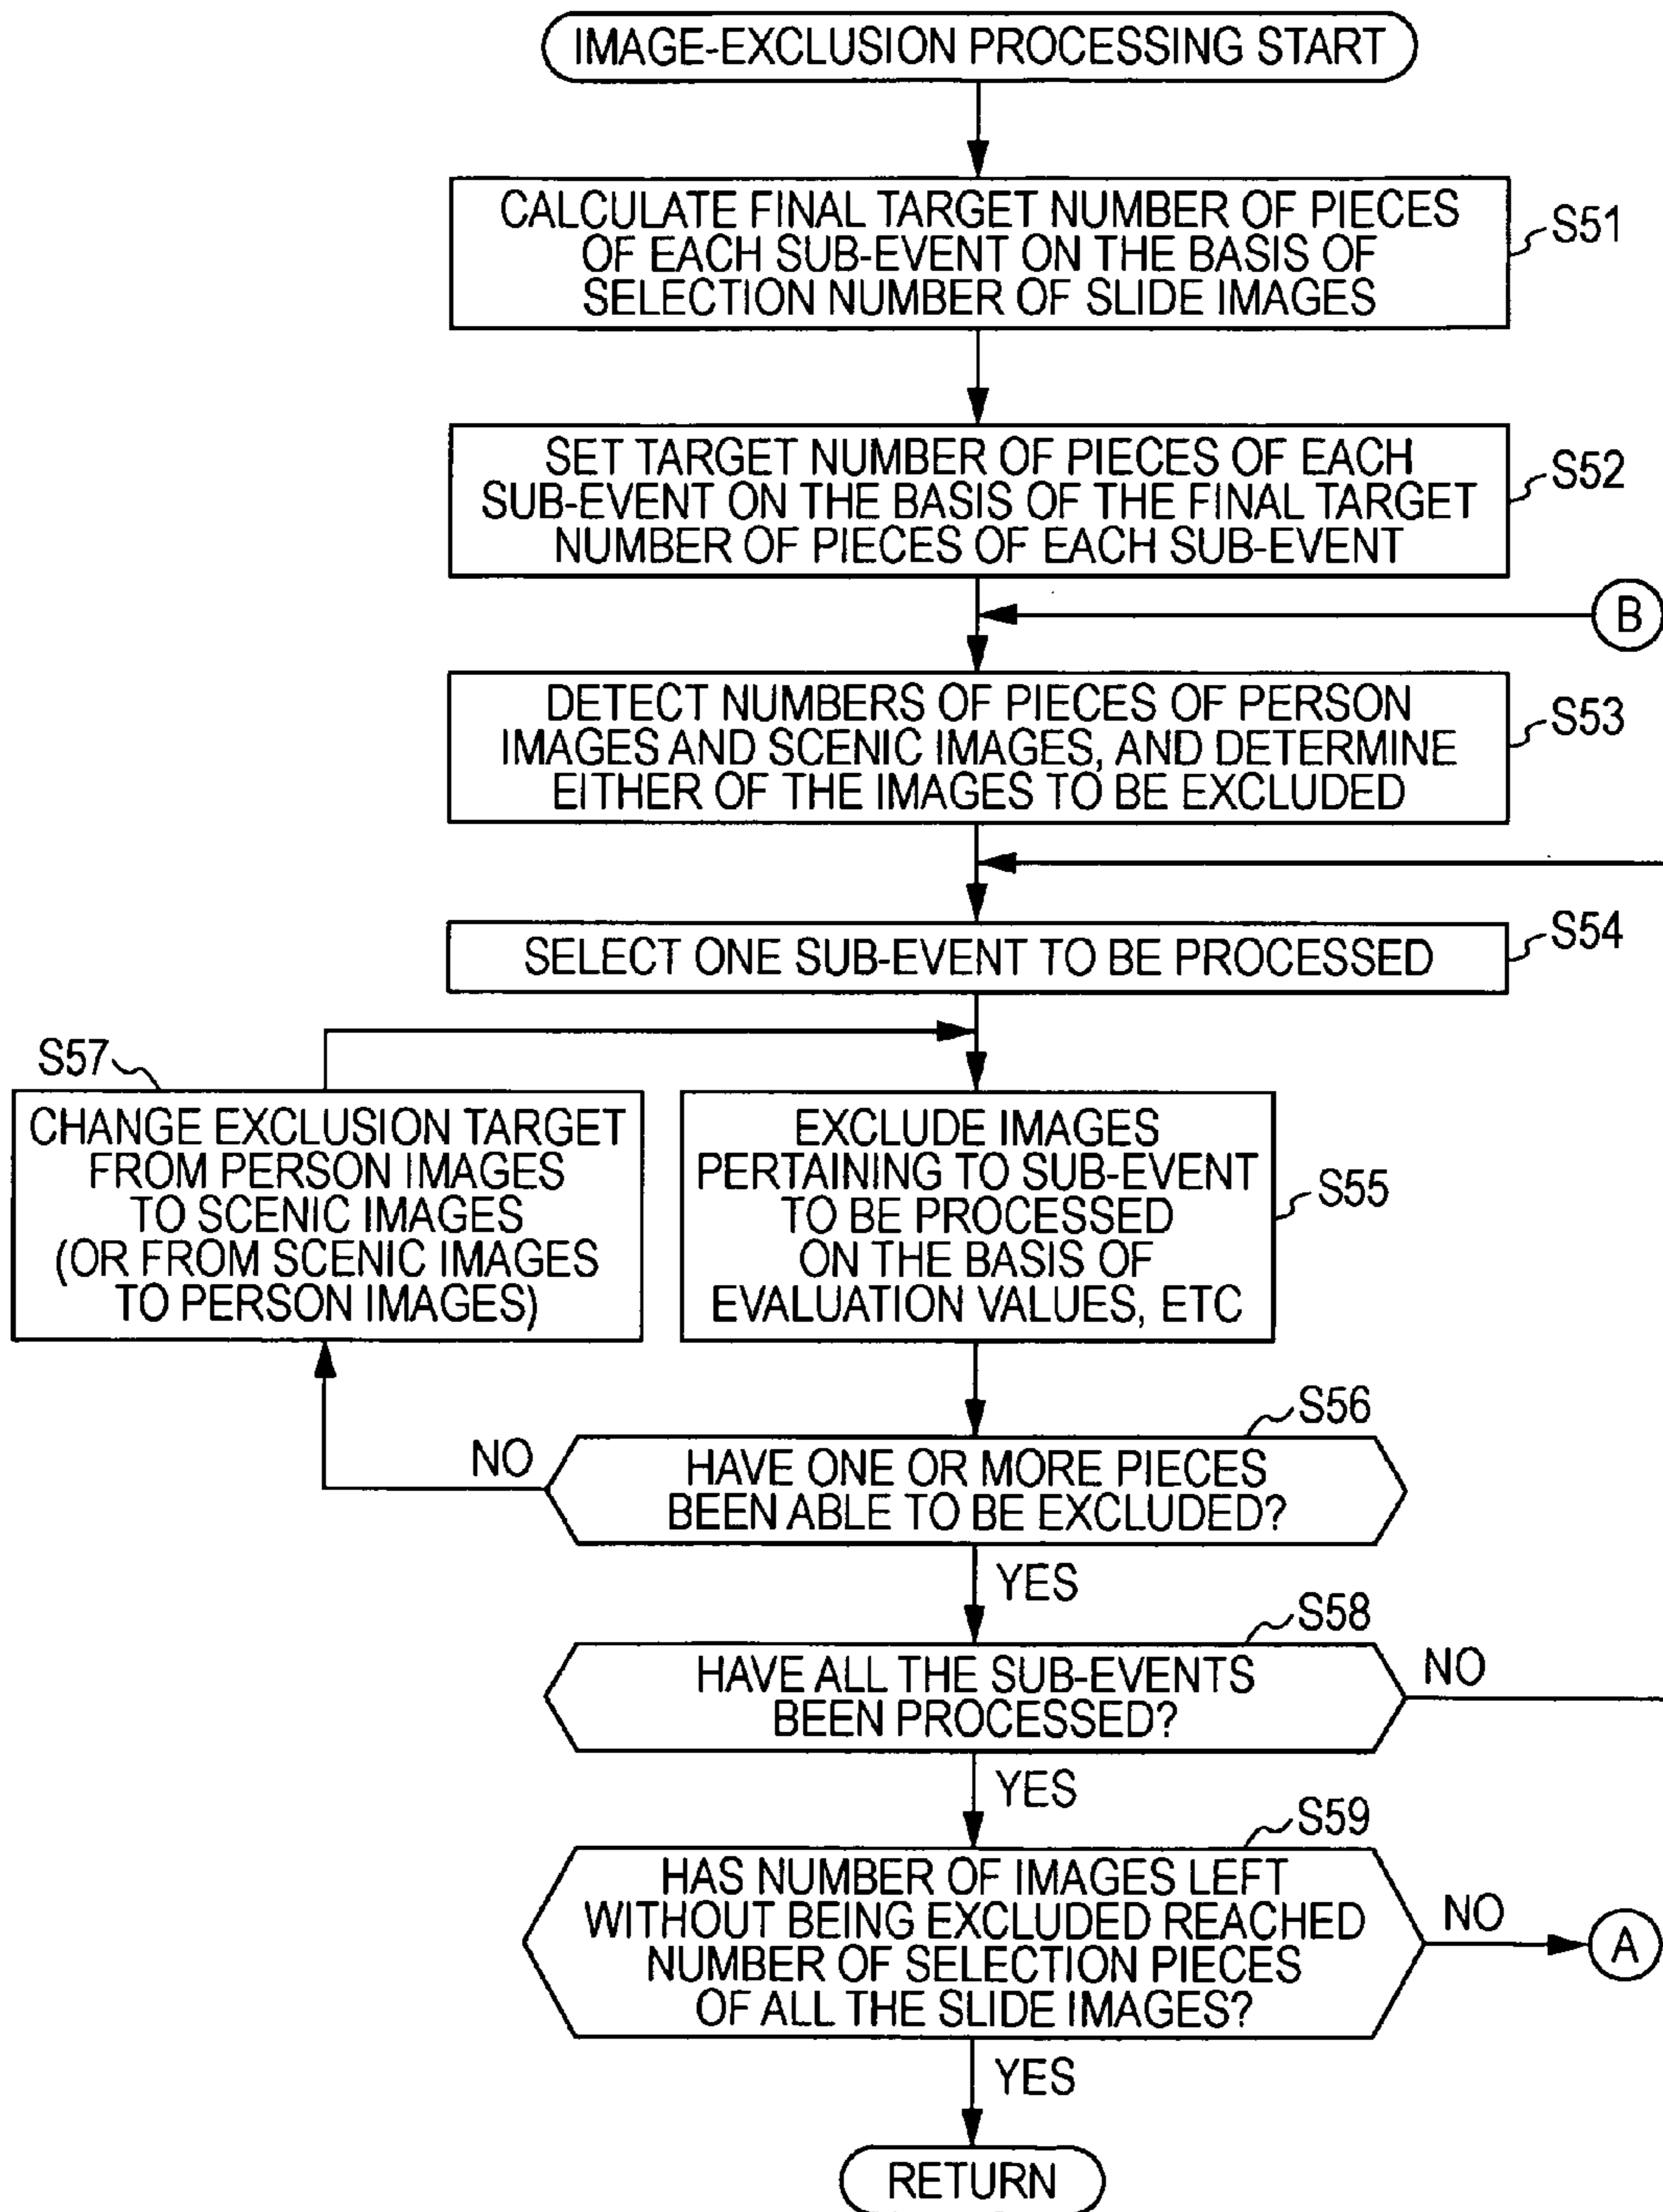 IMAGE-EXCLUSION PROCESSING START
CALCULATE FINAL TARGET NUMBER OF PIECES
OF EACH SUB-EVENT ON THE BASIS OF
SELECTION NUMBER OF SLIDE IMAGES
S51
SET TARGET NUMBER OF PIECES OF EACH
SUB-EVENT ON THE BASIS OF THE FINAL TARGET
NUMBER OF PIECES OF EACH SUB-EVENT
S52
B
DETECT NUMBERS OF PIECES OF PERSON
IMAGES AND SCENIC IMAGES, AND DETERMINE
EITHER OF THE IMAGES TO BE EXCLUDED
S53
SELECT ONE SUB-EVENT TO BE PROCESSED
S54
S57
CHANGE EXCLUSION TARGET
FROM PERSON IMAGES
TO SCENIC IMAGES
(OR FROM SCENIC IMAGES
TO PERSON IMAGES)
EXCLUDE IMAGES
PERTAINING TO SUB-EVENT
TO BE PROCESSED
ON THE BASIS OF
EVALUATION VALUES, ETC
S55
S56
NO
HAVE ONE OR MORE PIECES
BEEN ABLE TO BE EXCLUDED?
YES
S58
HAVE ALL THE SUB-EVENTS
BEEN PROCESSED?
NO
YES
S59
HAS NUMBER OF IMAGES LEFT
WITHOUT BEING EXCLUDED REACHED
NUMBER OF SELECTION PIECES
OF ALL THE SLIDE IMAGES?
NO
A
YES
RETURN